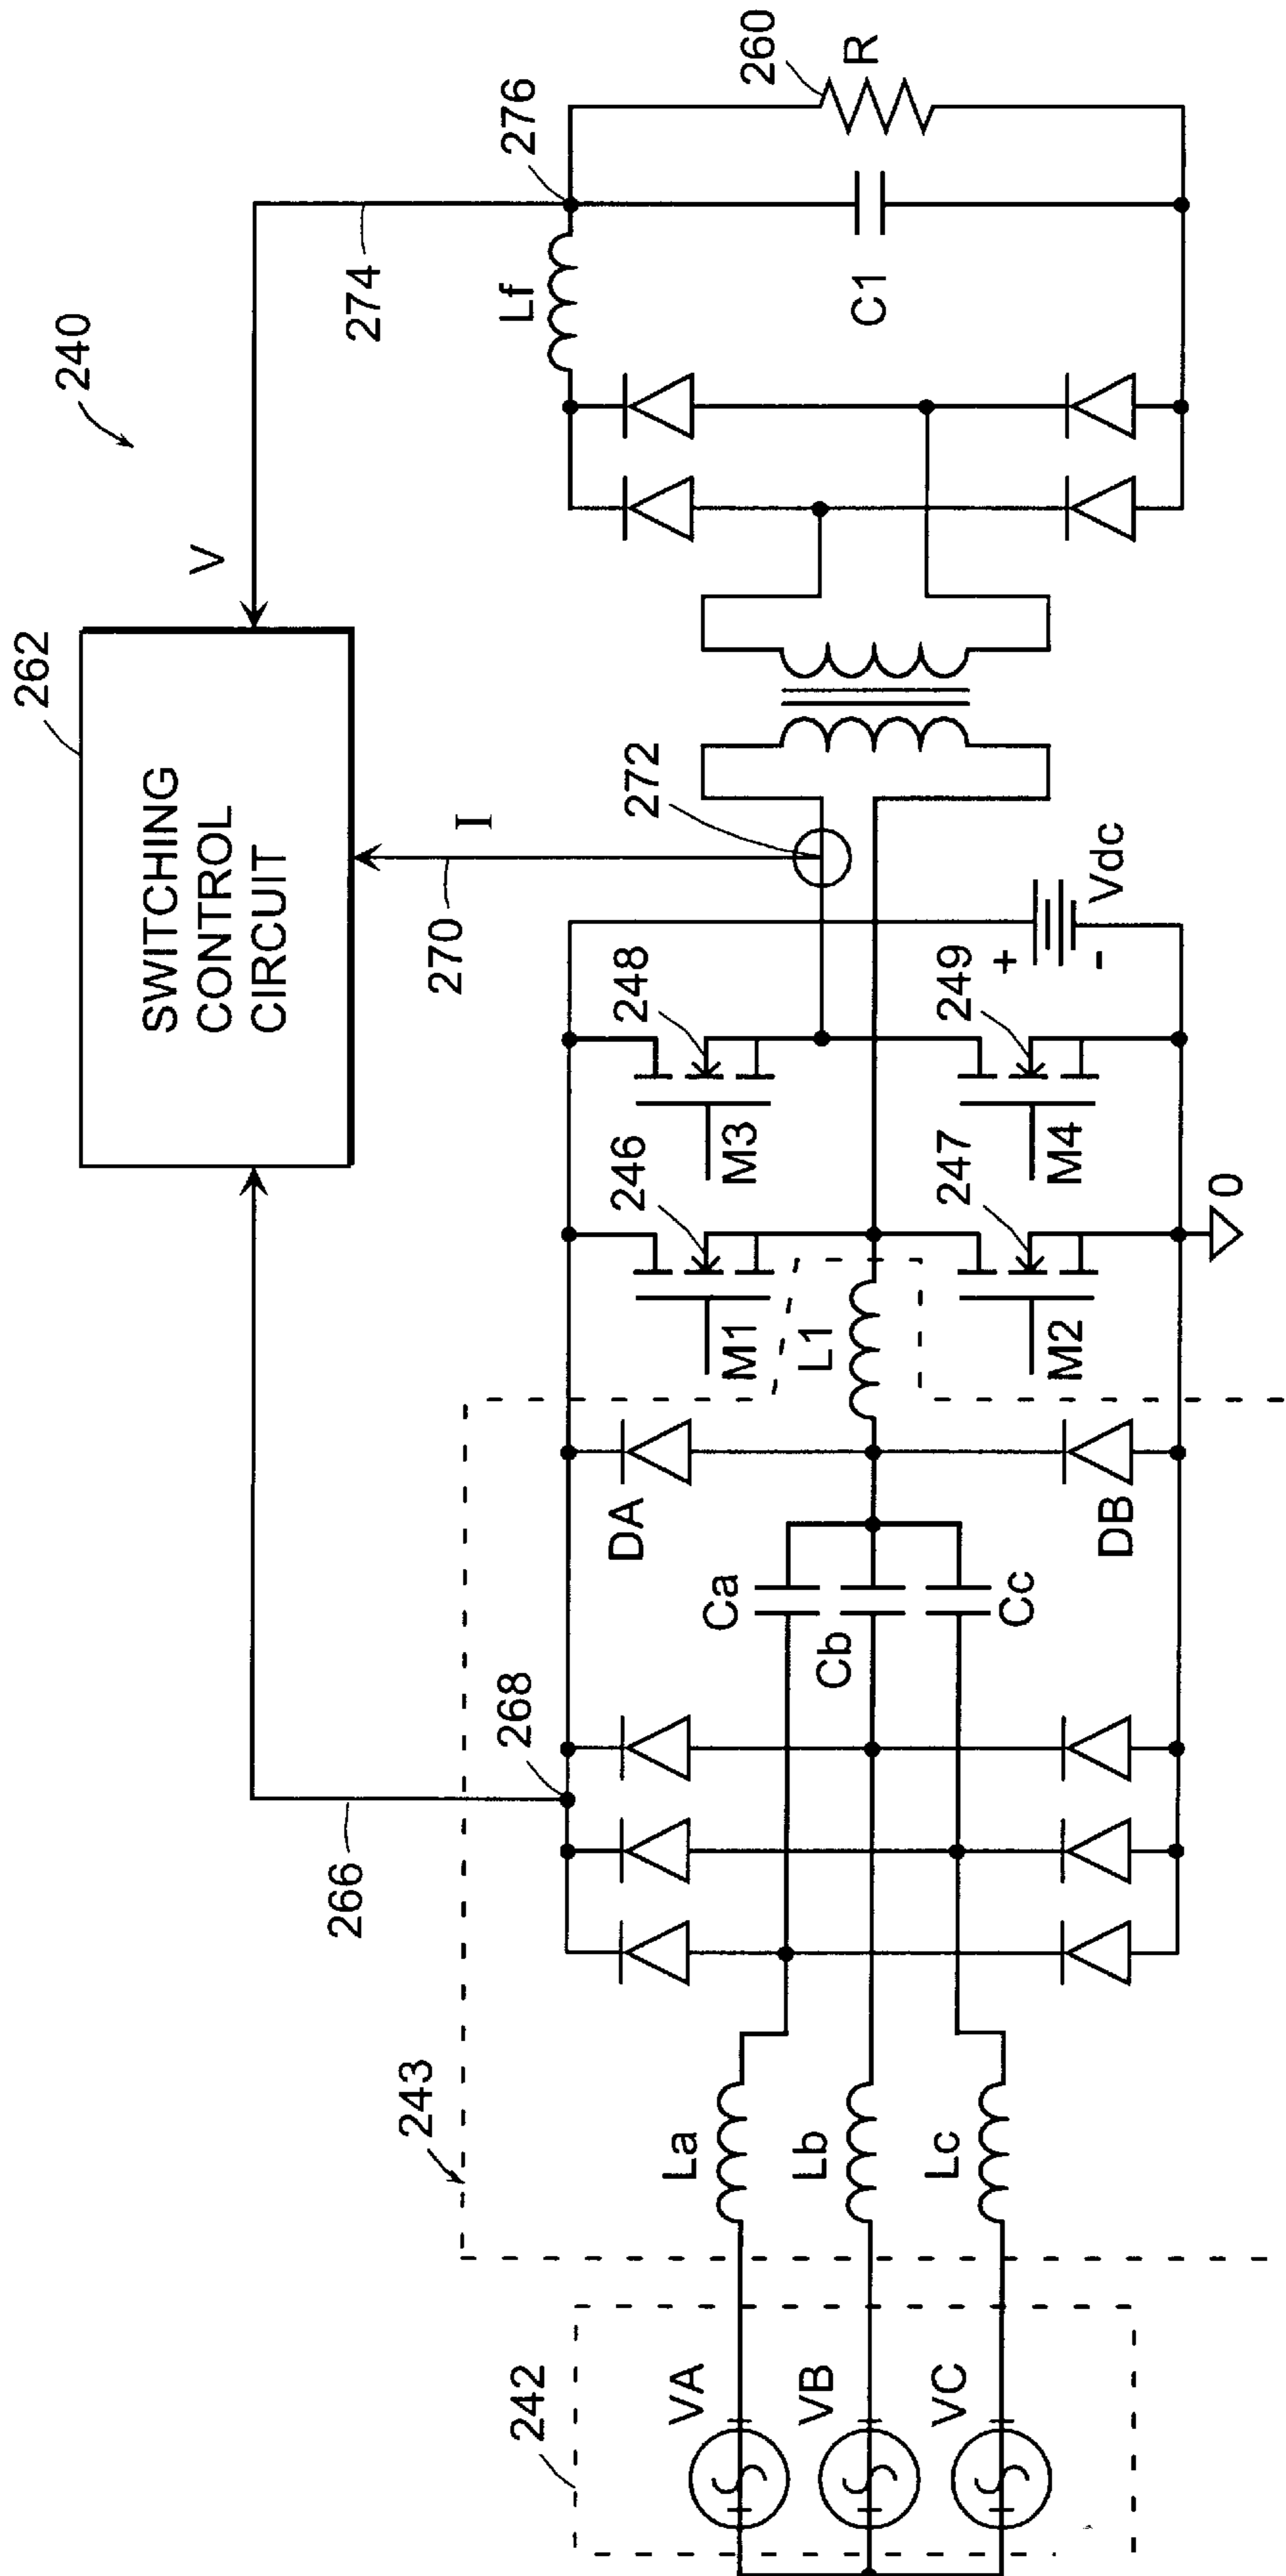 240
262
SWITCHING
CONTROL
CIRCUIT
V
274
276
260
R
Lf
C1
I
270
272
266
268
243
242
VA
VB
VC
La
Lb
Lc
Ca
Cb
Cc
DA
DB
L1
M1
246
M2
247
M3
248
M4
249
+
-
Vdc
0